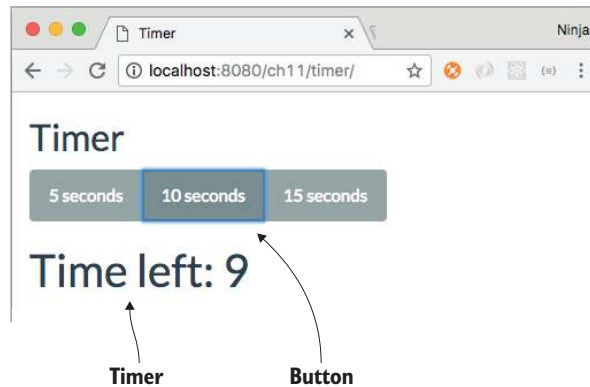 Timer
Ninja
localhost:8080/ch11/timer/
Timer
5 seconds
10 seconds
15 seconds
Time left: 9
Timer
Button